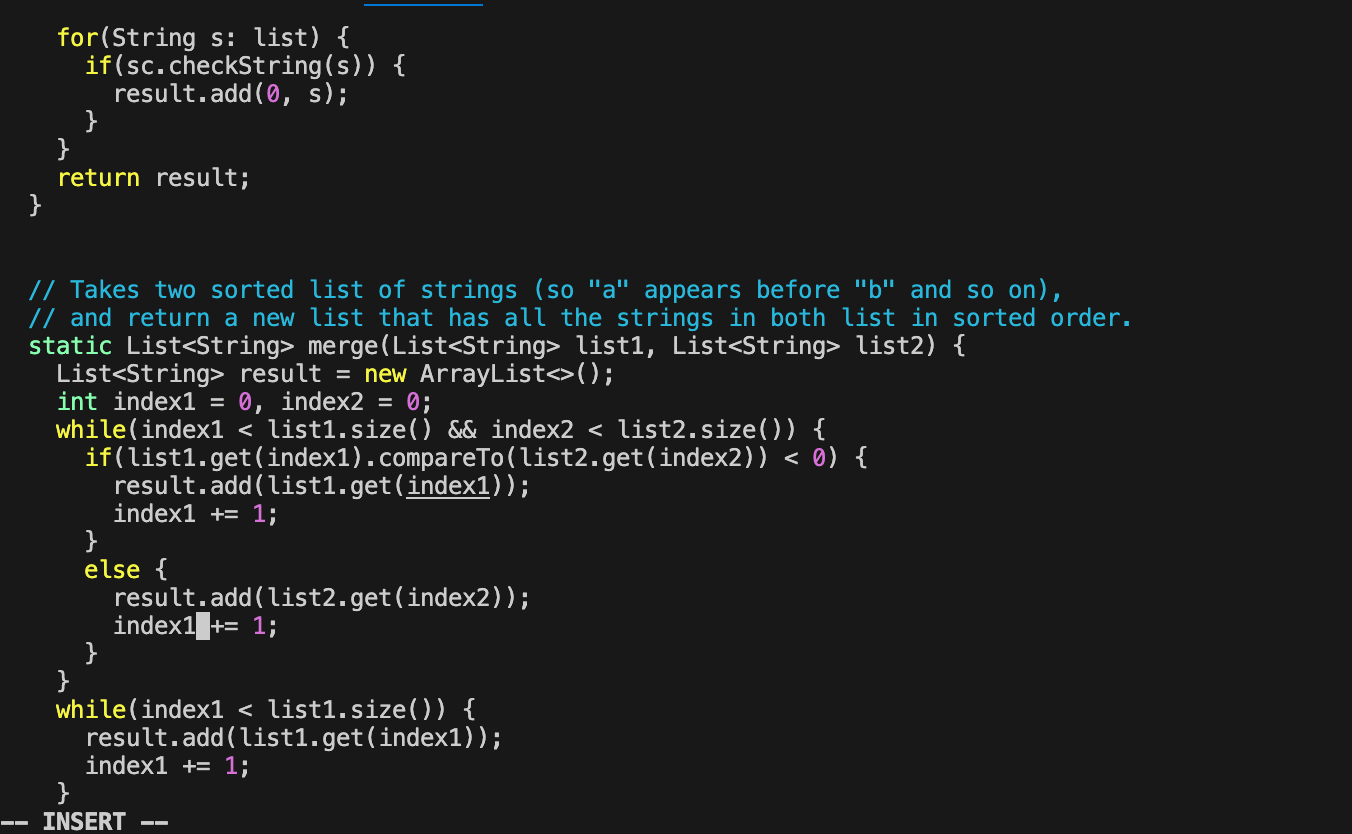 for(String s: list) {
if(sc.checkString(s)) {
result.add(0, s);
}
}
return result;
}
// Takes two sorted list of strings (so "a" appears before "b" and so on),
// and return a new list that has all the strings in both list in sorted order.
static List<String> merge(List<String> list1, List<String> list2) {
List<String> result = new ArrayList<>();
int index1 = 0, index2 = 0;
while(index1 < list1.size() && index2 < list2.size()) {
if(list1.get(index1).compareTo(list2.get(index2)) < 0) {
result.add(list1.get(index1));
index1 += 1;
}
else {
result.add(list2.get(index2));
index1 += 1;
}
}
while(index1 < list1.size()) {
result.add(list1.get(index1));
index1 += 1;
}
-- INSERT --